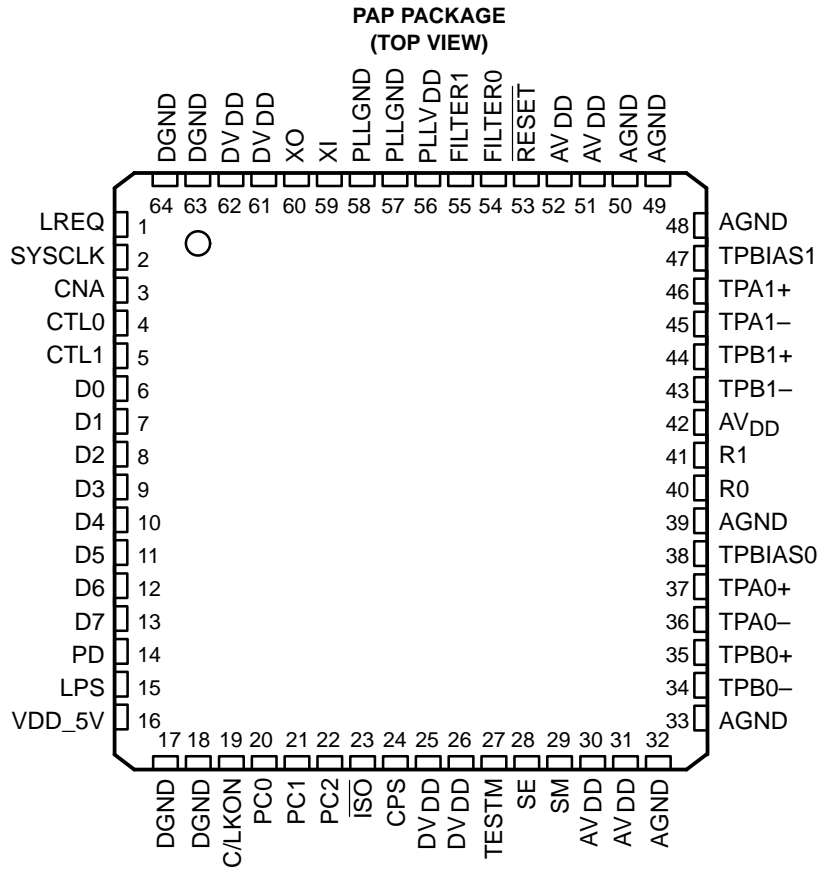 PAP PACKAGE
(TOP VIEW)
DGND
DGND
DVDD
DVDD
XO
XI
PLLGND
PLLGND
PLLVDD
FILTER1
FILTER0
RESET
AVDD
AVDD
AGND
AGND
64 63 62 61 60 59 58 57 56 55 54 53 52 51 50 49
LREQ 1 48 AGND
SYSCLK 2 47 TPBIAS1
CNA 3 46 TPA1+
CTL0 4 45 TPA1–
CTL1 5 44 TPB1+
D0 6 43 TPB1–
D1 7 42 AVDD
D2 8 41 R1
D3 9 40 R0
D4 10 39 AGND
D5 11 38 TPBIAS0
D6 12 37 TPA0+
D7 13 36 TPA0–
PD 14 35 TPB0+
LPS 15 34 TPB0–
VDD_5V 16 33 AGND
17 18 19 20 21 22 23 24 25 26 27 28 29 30 31 32
DGND
DGND
C/LKON
PC0
PC1
PC2
ISO
CPS
DVDD
DVDD
TESTM
SE
SM
AVDD
AVDD
AGND